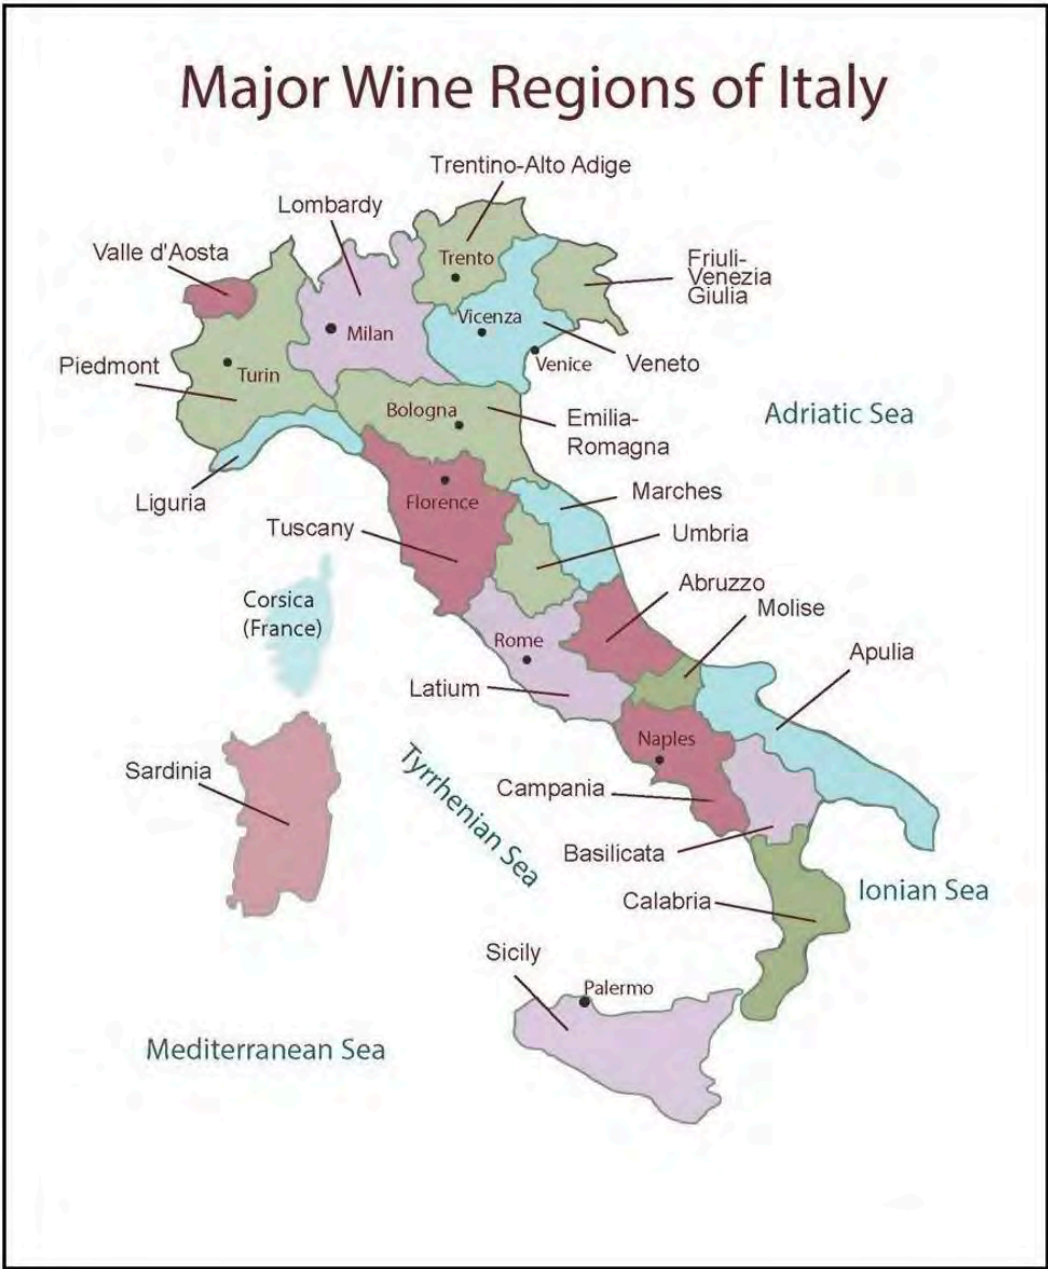 Major Wine Regions of Italy
Trentino-Alto Adige
Lombardy
Valle d'Aosta
Trento
Friuli-
Venezia
Giulia
Vicenza
Milan
Venice
Veneto
Piedmont
Turin
Bologna
Emilia-
Romagna
Adriatic Sea
Liguria
Florence
Marches
Tuscany
Umbria
Abruzzo
Corsica
(France)
Molise
Rome
Apulia
Latium
Naples
Sardinia
Tyrrhenian Sea
Campania
Basilicata
Ionian Sea
Calabria
Sicily
Palermo
Mediterranean Sea